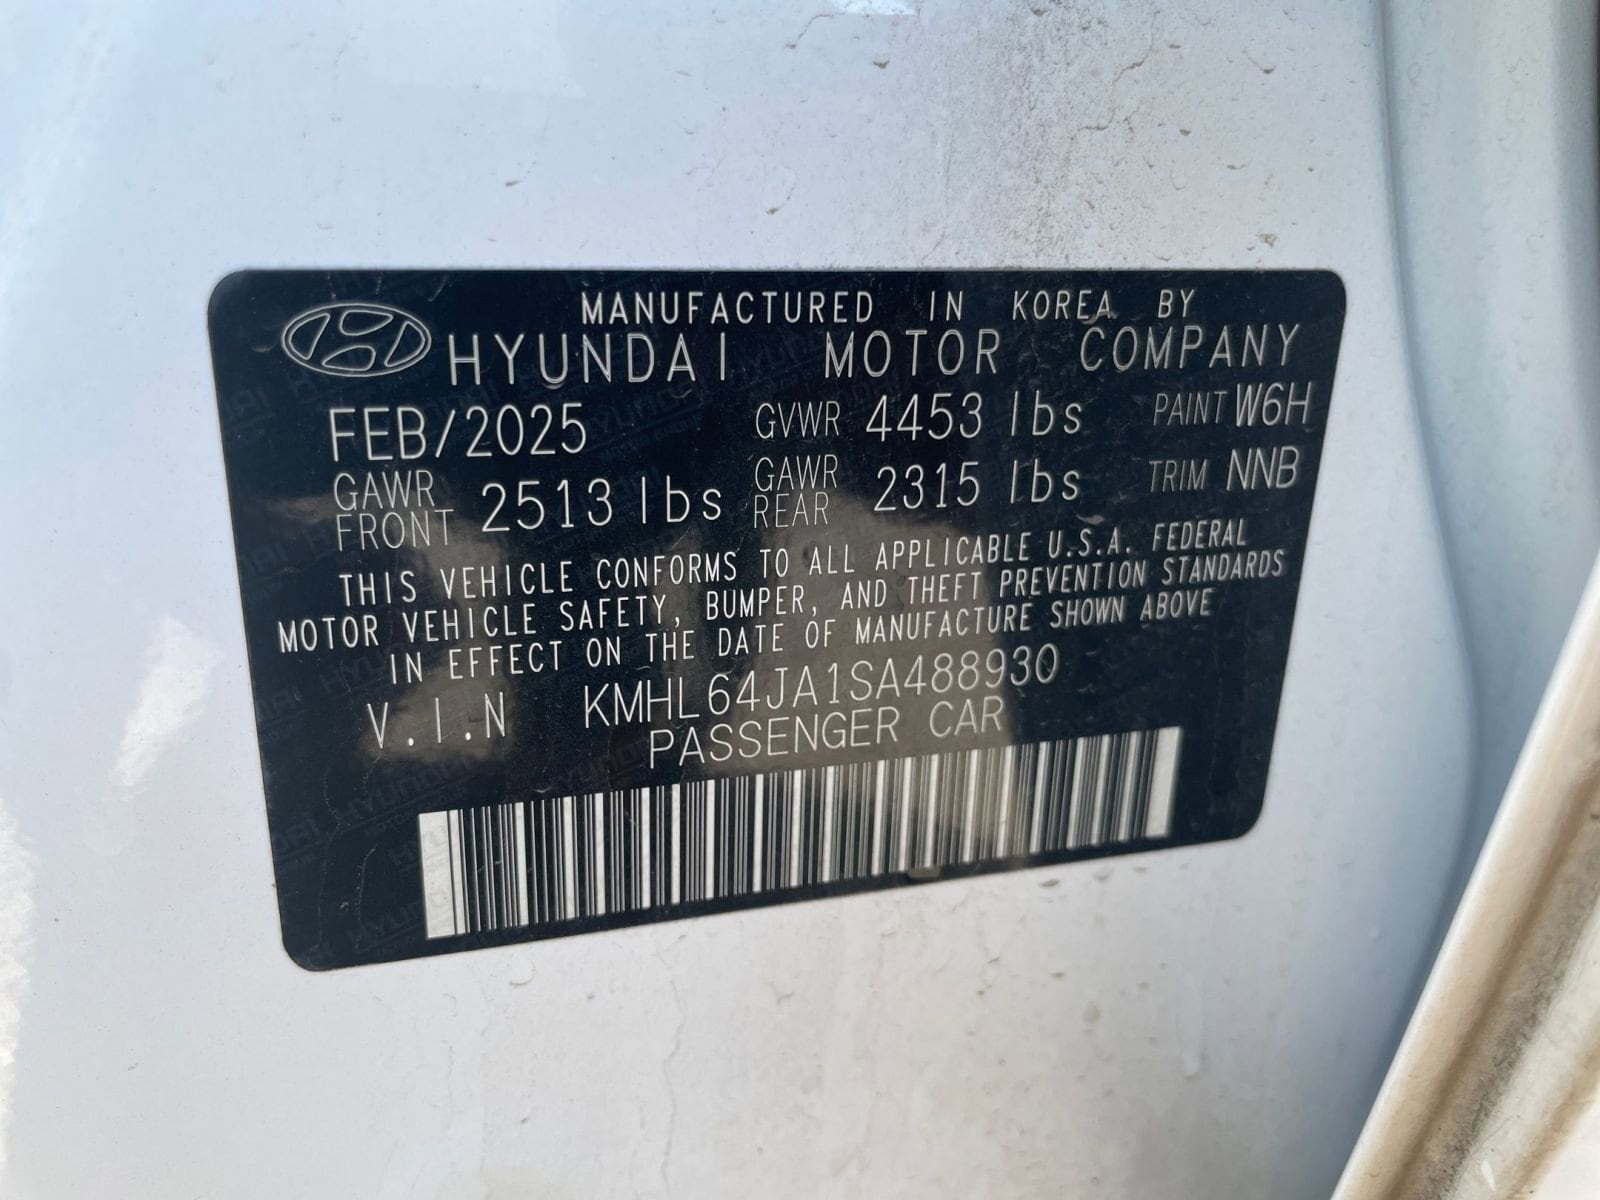 MANUFACTURED IN KOREA BY
HYUNDAI MOTOR COMPANY
FEB/2025 GVWR 4453 lbs PAINT W6H
GAWR FRONT 2513 lbs GAWR REAR 2315 lbs TRIM NNB
THIS VEHICLE CONFORMS TO ALL APPLICABLE U.S.A. FEDERAL
MOTOR VEHICLE SAFETY, BUMPER, AND THEFT PREVENTION STANDARDS
IN EFFECT ON THE DATE OF MANUFACTURE SHOWN ABOVE
V.I.N KMHL64JA1SA488930
PASSENGER CAR